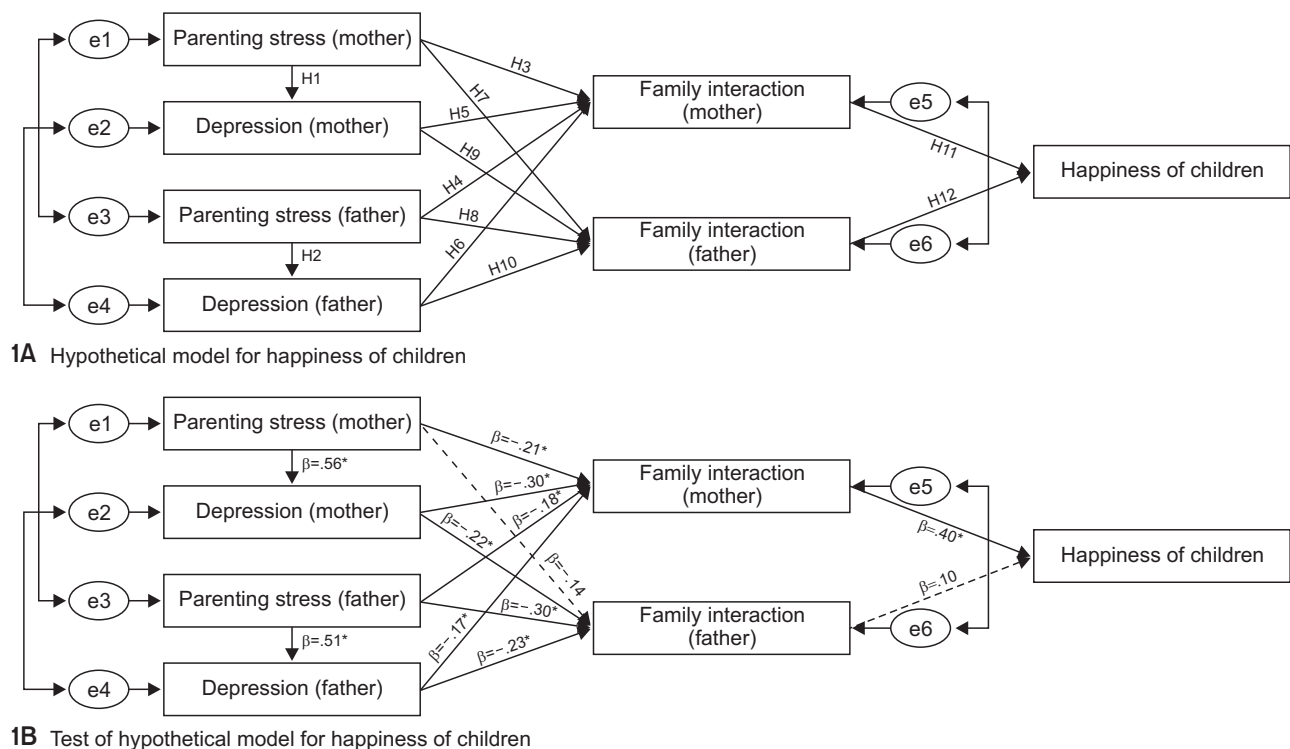 e1
Parenting stress (mother)
H1
e2
Depression (mother)
e3
Parenting stress (father)
H2
e4
Depression (father)
H3
H7
H5
H9
H4
H8
H6
H10
Family interaction
(mother)
e5
Family interaction
(father)
e6
H11
H12
Happiness of children
1A Hypothetical model for happiness of children
e1
Parenting stress (mother)
β=.56*
e2
Depression (mother)
e3
Parenting stress (father)
β=.51*
e4
Depression (father)
β=−.21*
β=−.30*
β=−.18*
β=−.22*
β=−.14
β=−.30*
β=−.17*
β=−.23*
Family interaction
(mother)
e5
Family interaction
(father)
e6
β=.40*
β=.10
Happiness of children
1B Test of hypothetical model for happiness of children